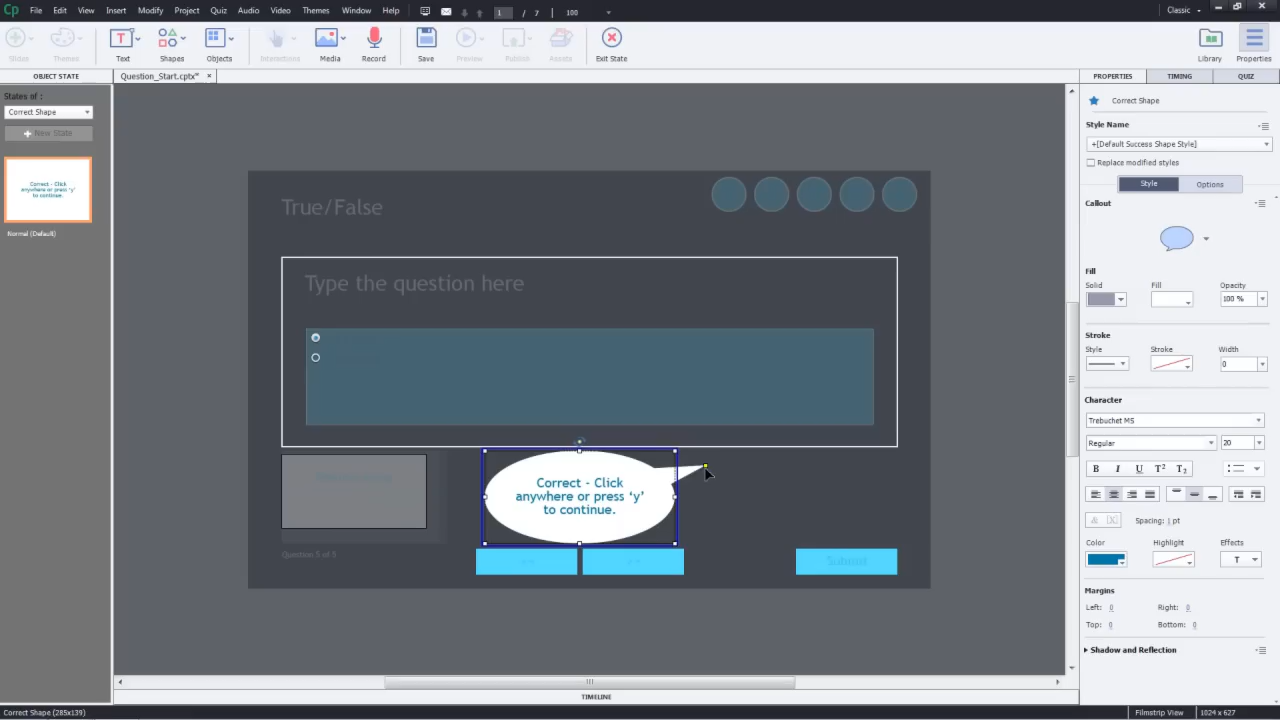 Cp File Edit View Insert Modify Project Quiz Audio Video Themes Window Help 1 / 7 100 Classic
Slides Themes Text Shapes Objects Interactions Media Record Save Preview Publish Assets Exit State Library Properties
OBJECT STATE Question_Start.cptx* × PROPERTIES TIMING QUIZ
States of :
Correct Shape
New State
Correct - Click
anywhere or press 'y'
to continue.
Normal (Default)
True/False
Type the question here
Correct - Click
anywhere or press ‘y’
to continue.
Question 5 of 5
Submit
TIMELINE
Correct Shape
Style Name
+[Default Success Shape Style]
Replace modified styles
Style Options
Callout
Fill
Solid Fill Opacity
100 %
Stroke
Style Stroke Width
0
Character
Trebuchet MS
Regular 20
B I U T² T₂
Spacing: 1 pt
Color Highlight Effects
T
Margins
Left: 0 Right: 0
Top: 0 Bottom: 0
Shadow and Reflection
Correct Shape (285x139) Filmstrip View 1024 x 627